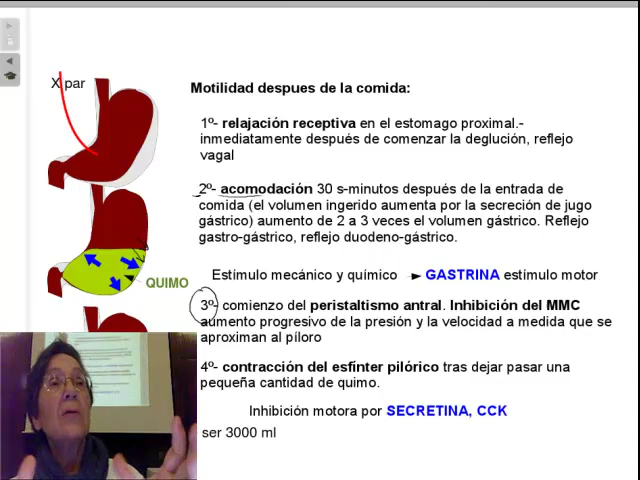 X par
Motilidad despues de la comida:
1º- relajación receptiva en el estomago proximal.-
inmediatamente después de comenzar la deglución, reflejo
vagal
2º- acomodación 30 s-minutos después de la entrada de
comida (el volumen ingerido aumenta por la secreción de jugo
gástrico) aumento de 2 a 3 veces el volumen gástrico. Reflejo
gastro-gástrico, reflejo duodeno-gástrico.
Estímulo mecánico y químico ► GASTRINA estímulo motor
QUIMO
3º- comienzo del peristaltismo antral. Inhibición del MMC
aumento progresivo de la presión y la velocidad a medida que se
aproximan al píloro
4º- contracción del esfínter pilórico tras dejar pasar una
pequeña cantidad de quimo.
Inhibición motora por SECRETINA, CCK
ser 3000 ml